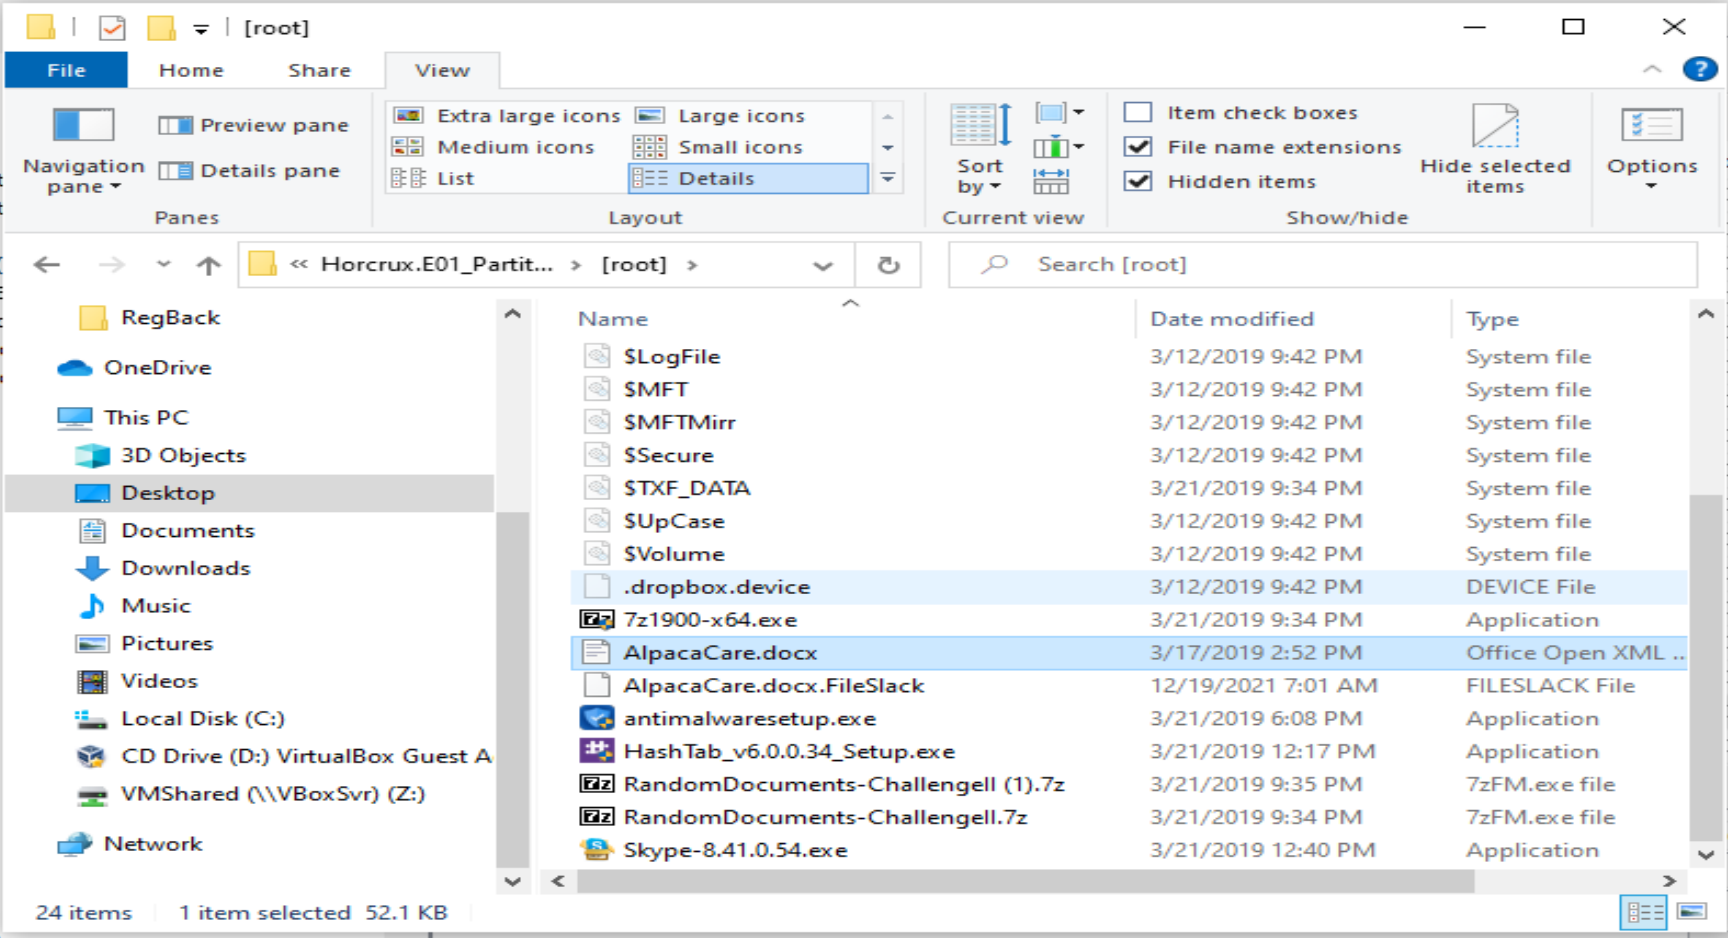 [root]
File Home Share View
Navigation pane
Preview pane
Details pane
Panes
Extra large icons Large icons
Medium icons Small icons
List Details
Layout
Sort by
Current view
Item check boxes
File name extensions
Hidden items
Hide selected items
Show/hide
Options
« Horcrux.E01_Partit... > [root] >
Search [root]
RegBack
OneDrive
This PC
3D Objects
Desktop
Documents
Downloads
Music
Pictures
Videos
Local Disk (C:)
CD Drive (D:) VirtualBox Guest A
VMShared (\\VBoxSvr) (Z:)
Network
Name Date modified Type
$LogFile 3/12/2019 9:42 PM System file
$MFT 3/12/2019 9:42 PM System file
$MFTMirr 3/12/2019 9:42 PM System file
$Secure 3/12/2019 9:42 PM System file
$TXF_DATA 3/21/2019 9:34 PM System file
$UpCase 3/12/2019 9:42 PM System file
$Volume 3/12/2019 9:42 PM System file
.dropbox.device 3/12/2019 9:42 PM DEVICE File
7z1900-x64.exe 3/21/2019 9:34 PM Application
AlpacaCare.docx 3/17/2019 2:52 PM Office Open XML ...
AlpacaCare.docx.FileSlack 12/19/2021 7:01 AM FILESLACK File
antimalwaresetup.exe 3/21/2019 6:08 PM Application
HashTab_v6.0.0.34_Setup.exe 3/21/2019 12:17 PM Application
RandomDocuments-ChallengeII (1).7z 3/21/2019 9:35 PM 7zFM.exe file
RandomDocuments-ChallengeII.7z 3/21/2019 9:34 PM 7zFM.exe file
Skype-8.41.0.54.exe 3/21/2019 12:40 PM Application
24 items 1 item selected 52.1 KB